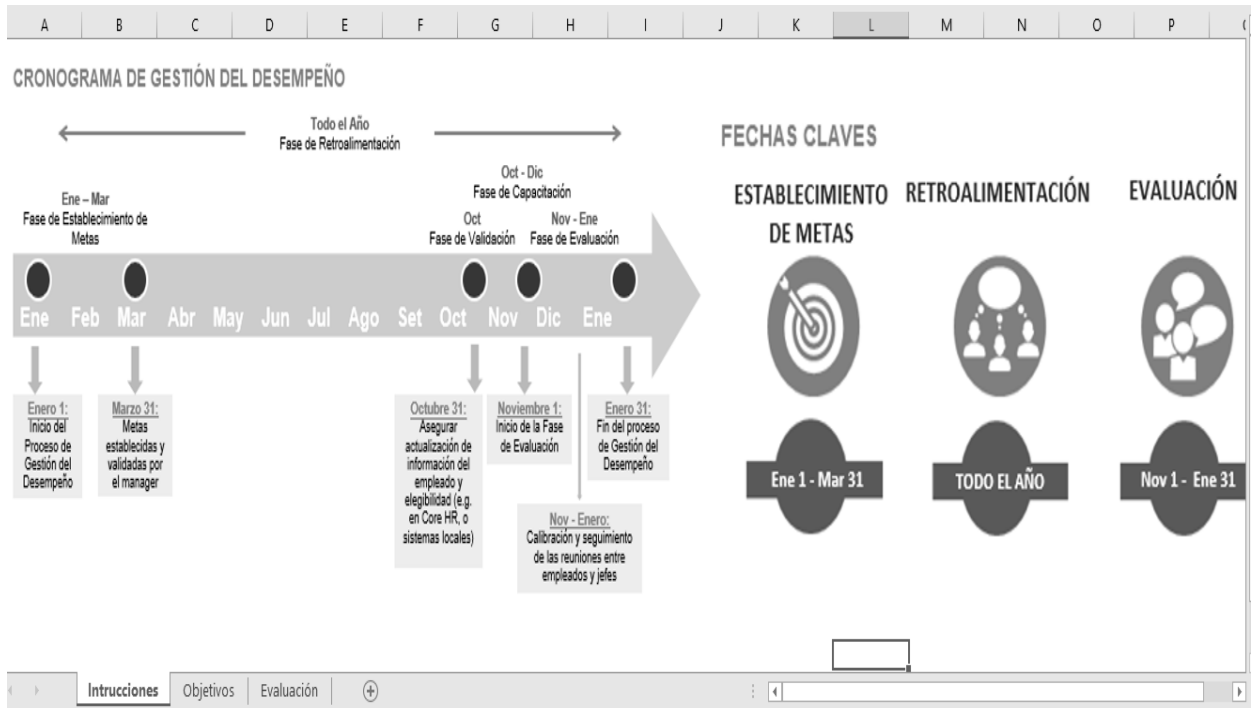 A B C D E F G H I J K L M N O P
CRONOGRAMA DE GESTIÓN DEL DESEMPEÑO
Todo el Año
Fase de Retroalimentación
Oct - Dic
Fase de Capacitación
Ene – Mar
Fase de Establecimiento de
Metas
Oct
Fase de Validación
Nov - Ene
Fase de Evaluación
Ene Feb Mar Abr May Jun Jul Ago Set Oct Nov Dic Ene
Enero 1:
Inicio del
Proceso de
Gestión del
Desempeño
Marzo 31:
Metas
establecidas y
validadas por
el manager
Octubre 31:
Asegurar
actualización de
información del
empleado y
elegibilidad (e.g.
en Core HR, o
sistemas locales)
Noviembre 1:
Inicio de la Fase
de Evaluación
Enero 31:
Fin del proceso
de Gestión del
Desempeño
Nov - Enero:
Calibración y seguimiento
de las reuniones entre
empleados y jefes
FECHAS CLAVES
ESTABLECIMIENTO
DE METAS
RETROALIMENTACIÓN
EVALUACIÓN
Ene 1 - Mar 31
TODO EL AÑO
Nov 1 - Ene 31
Intrucciones Objetivos Evaluación